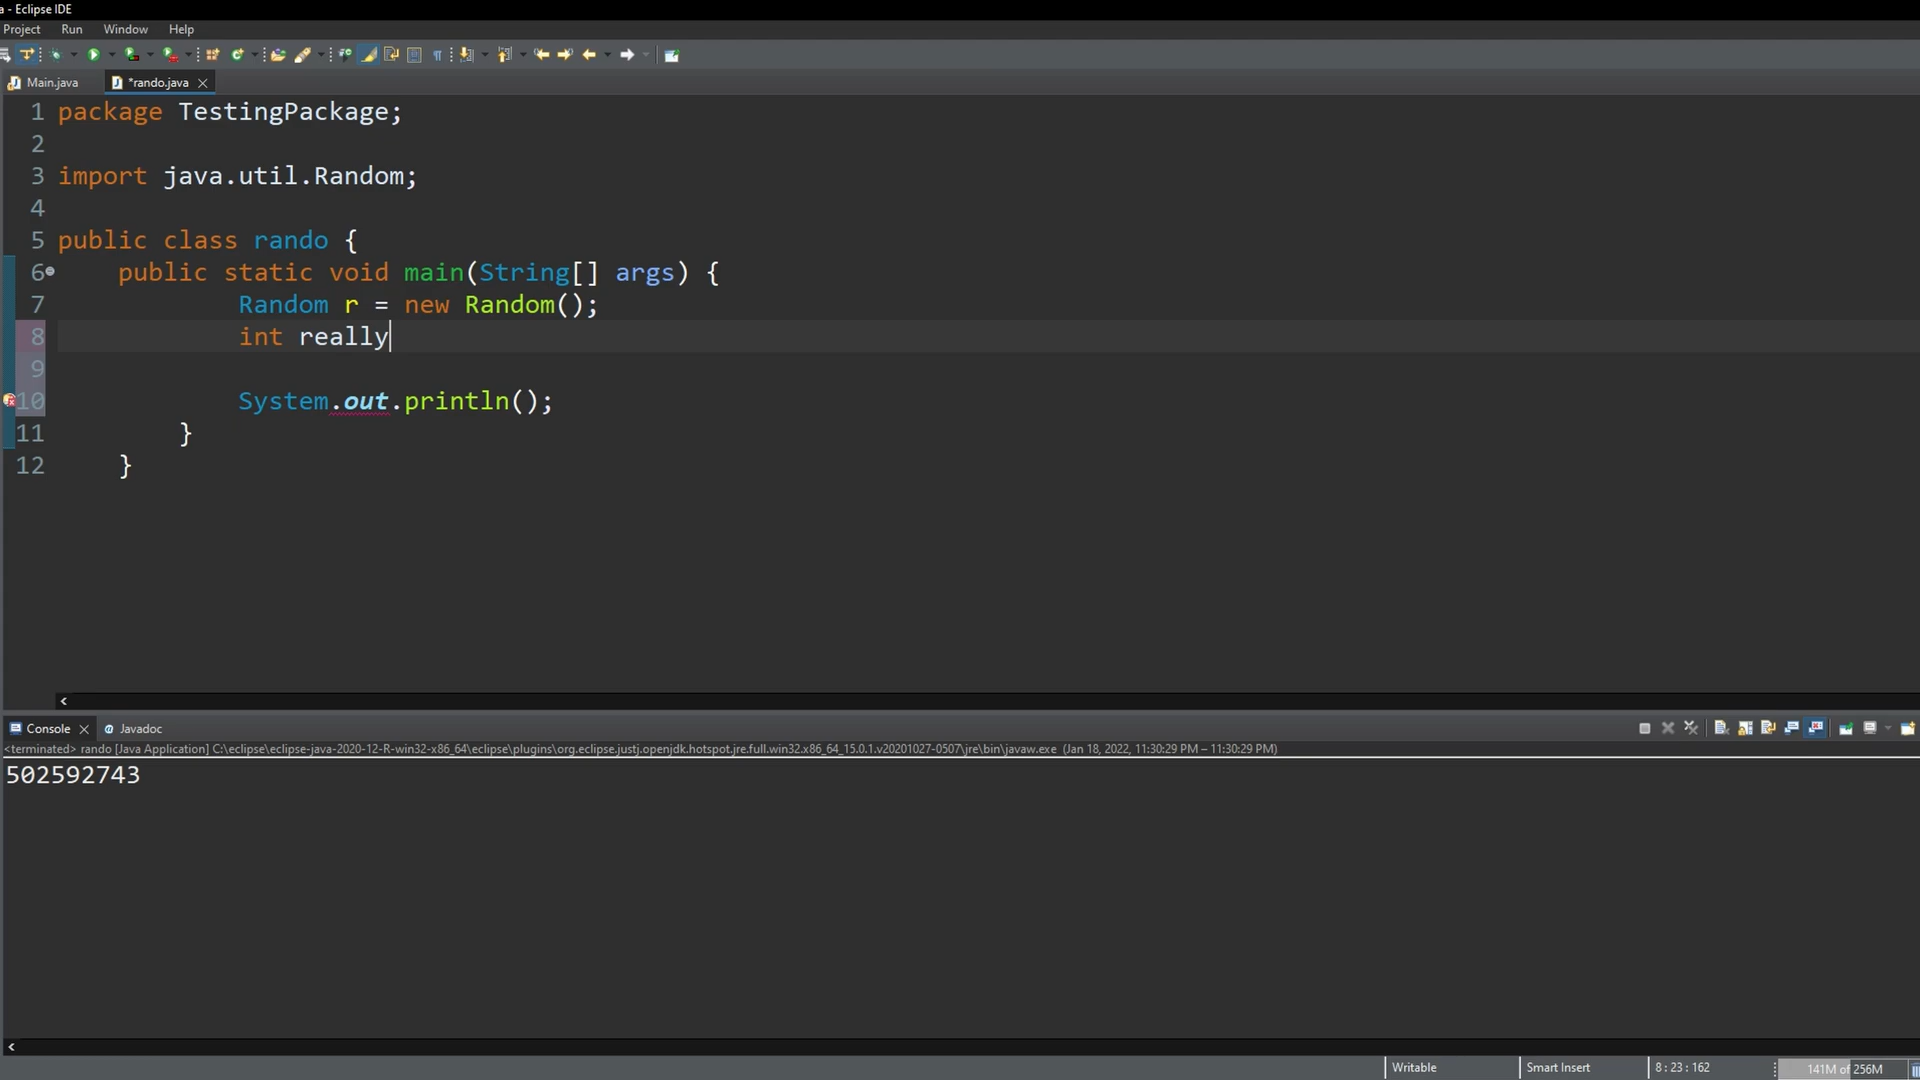 a - Eclipse IDE
Project Run Window Help
Main.java *rando.java
1 package TestingPackage;
2
3 import java.util.Random;
4
5 public class rando {
6 public static void main(String[] args) {
7 Random r = new Random();
8 int really
9
10 System.out.println();
11 }
12 }
Console Javadoc
<terminated> rando [Java Application] C:\eclipse\eclipse-java-2020-12-R-win32-x86_64\eclipse\plugins\org.eclipse.justj.openjdk.hotspot.jre.full.win32.x86_64_15.0.1.v20201027-0507\jre\bin\javaw.exe (Jan 18, 2022, 11:30:29 PM – 11:30:29 PM)
502592743
Writable Smart Insert 8 : 23 : 162 141M of 256M